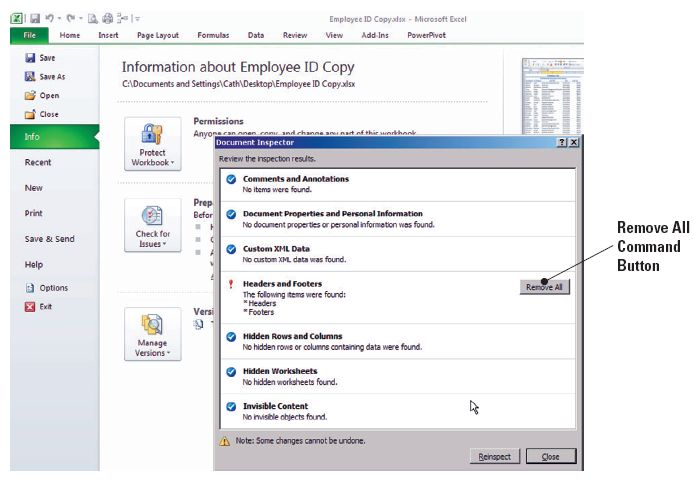 Employee ID Copy.xlsx - Microsoft Excel
File Home Insert Page Layout Formulas Data Review View Add-Ins PowerPivot
Save
Save As
Open
Close
Info
Recent
New
Print
Save & Send
Help
Options
Exit
Information about Employee ID Copy
C:\Documents and Settings\Cath\Desktop\Employee ID Copy.xlsx
Protect
Workbook
Permissions
Anyone can open, copy, and change any part of this workbook.
Check for
Issues
Prep
Befor
Manage
Versions
Versi
Document Inspector
Review the inspection results.
Comments and Annotations
No items were found.
Document Properties and Personal Information
No document properties or personal information was found.
Custom XML Data
No custom XML data was found.
Headers and Footers
The following items were found:
* Headers
* Footers
Remove All
Hidden Rows and Columns
No hidden rows or columns containing data were found.
Hidden Worksheets
No hidden worksheets found.
Invisible Content
No invisible objects found.
Note: Some changes cannot be undone.
Reinspect Close
Remove All
Command
Button